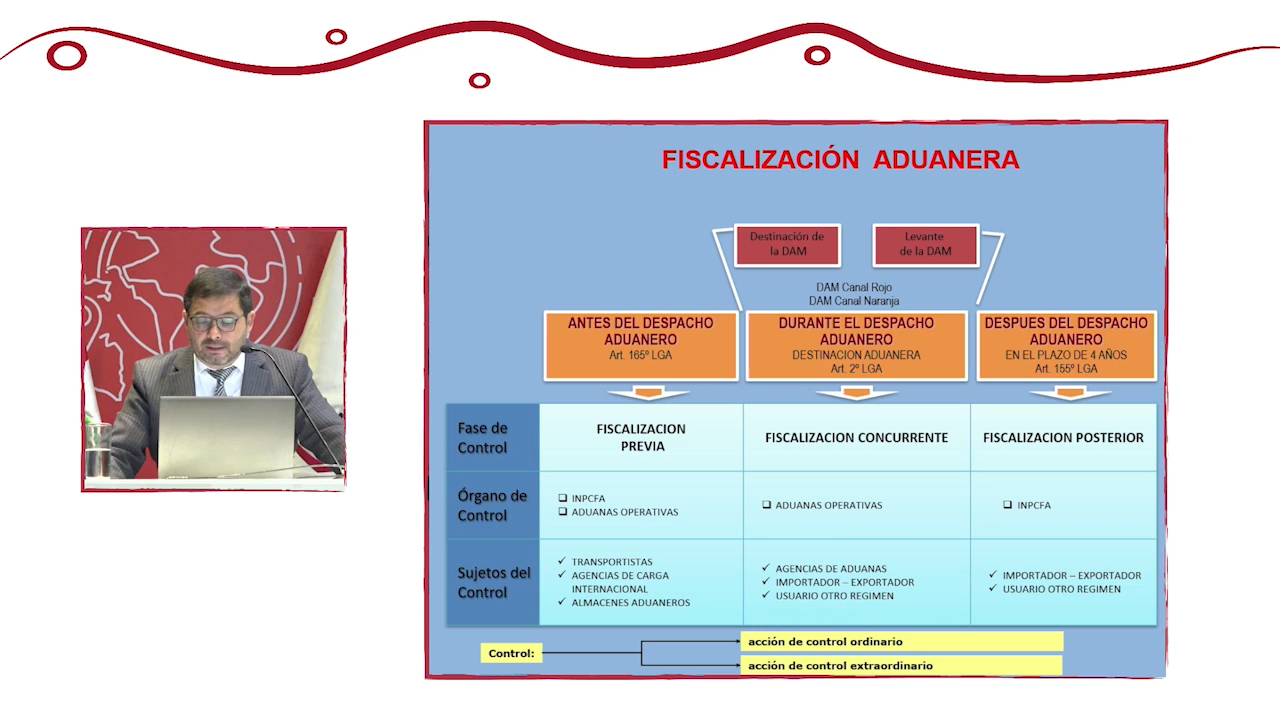 FISCALIZACIÓN ADUANERA
Destinación de
la DAM
Levante
de la DAM
DAM Canal Rojo
DAM Canal Naranja
ANTES DEL DESPACHO
ADUANERO
Art. 165º LGA
DURANTE EL DESPACHO
ADUANERO
DESTINACION ADUANERA
Art. 2º LGA
DESPUES DEL DESPACHO
ADUANERO
EN EL PLAZO DE 4 AÑOS
Art. 155º LGA
Fase de
Control
FISCALIZACION
PREVIA
FISCALIZACION CONCURRENTE
FISCALIZACION POSTERIOR
Órgano de
Control
INPCFA
ADUANAS OPERATIVAS
ADUANAS OPERATIVAS
INPCFA
Sujetos del
Control
TRANSPORTISTAS
AGENCIAS DE CARGA
INTERNACIONAL
ALMACENES ADUANEROS
AGENCIAS DE ADUANAS
IMPORTADOR – EXPORTADOR
USUARIO OTRO REGIMEN
IMPORTADOR – EXPORTADOR
USUARIO OTRO REGIMEN
Control:
acción de control ordinario
acción de control extraordinario